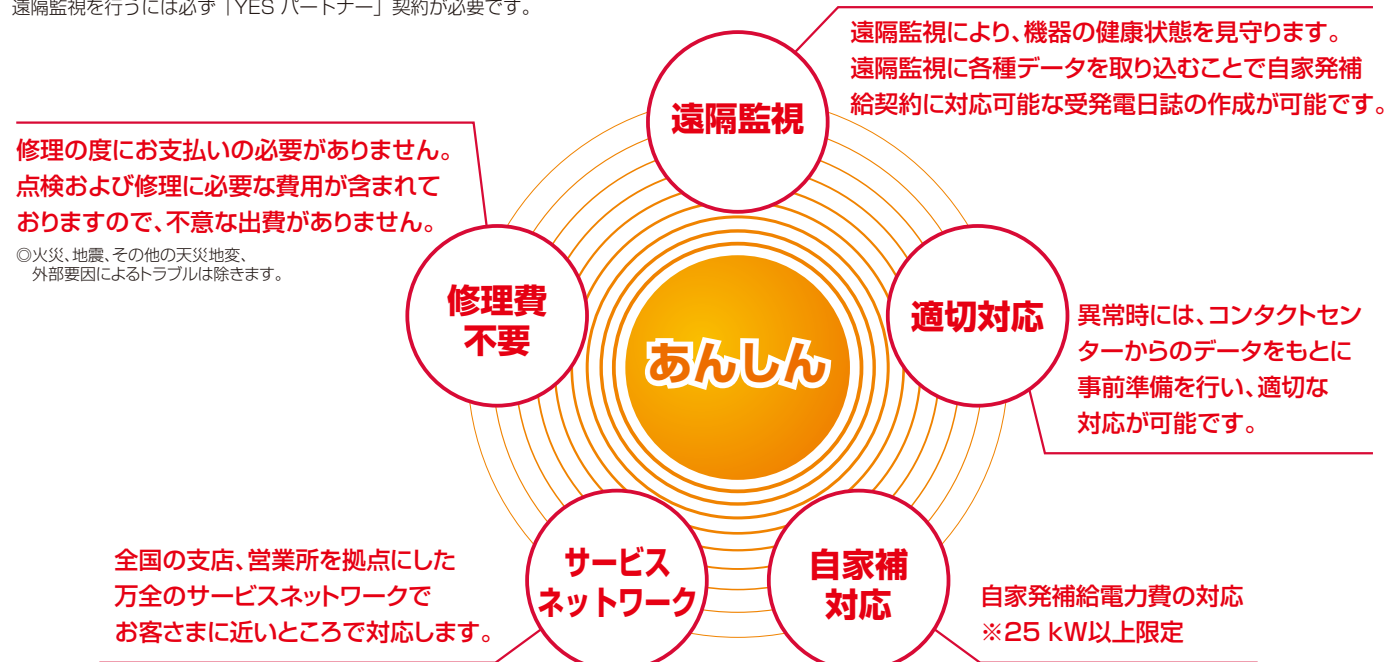 遠隔監視を行うには必ず「YES パートナー」契約が必要です。
遠隔監視
遠隔監視により、機器の健康状態を見守ります。
遠隔監視に各種データを取り込むことで自家発補
給契約に対応可能な受発電日誌の作成が可能です。
修理の度にお支払いの必要がありません。
点検および修理に必要な費用が含まれて
おりますので、不意な出費がありません。
◎火災、地震、その他の天災地変、
外部要因によるトラブルは除きます。
修理費
不要
あんしん
適切対応
異常時には、コンタクトセン
ターからのデータをもとに
事前準備を行い、適切な
対応が可能です。
全国の支店、営業所を拠点にした
万全のサービスネットワークで
お客さまに近いところで対応します。
サービス
ネットワーク
自家補
対応
自家発補給電力費の対応
※25 kW以上限定